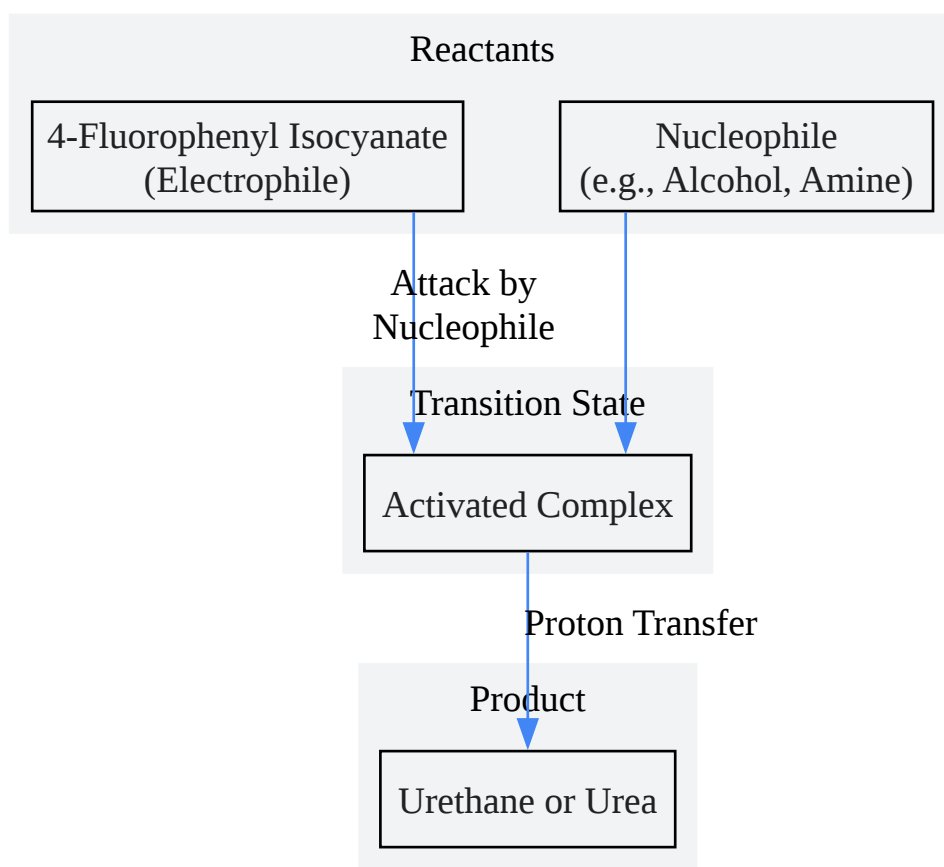 Reactants
4-Fluorophenyl Isocyanate
(Electrophile)
Nucleophile
(e.g., Alcohol, Amine)
Attack by
Nucleophile
Transition State
Activated Complex
Proton Transfer
Product
Urethane or Urea